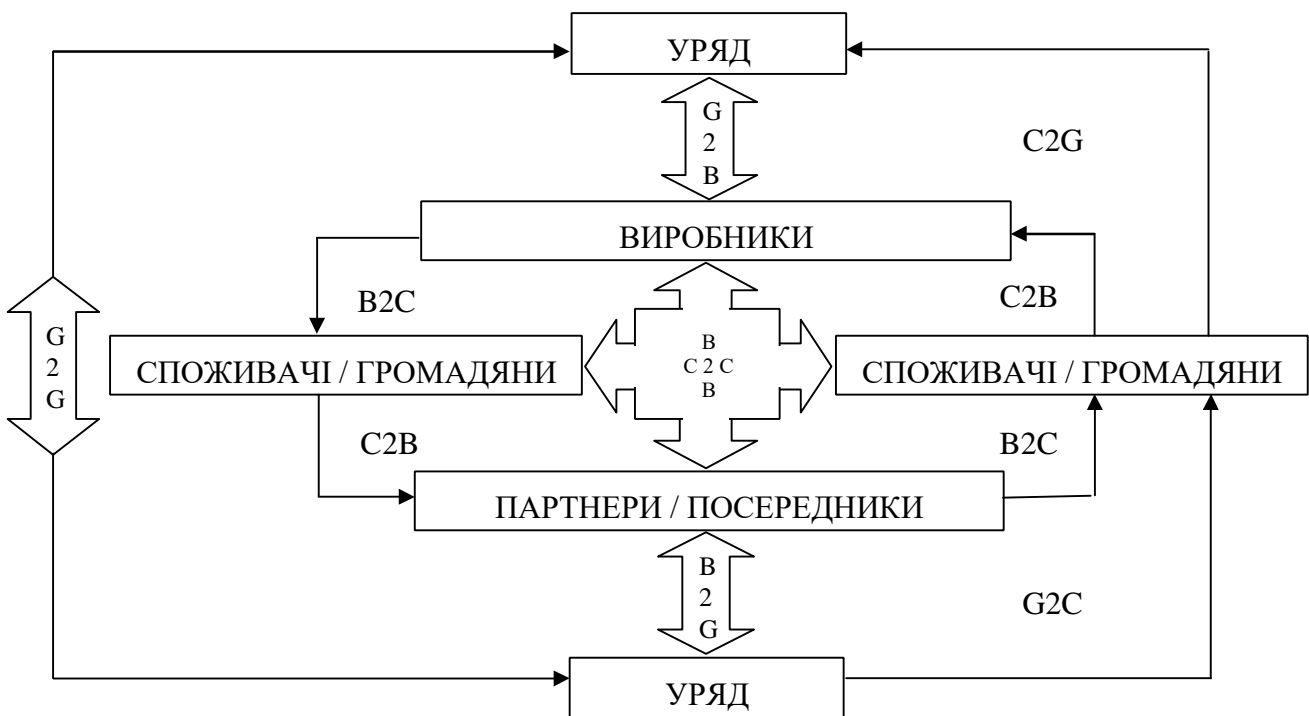 УРЯД
G
2
B
C2G
ВИРОБНИКИ
B2C
C2B
G
2
G
B
C 2 C
B
СПОЖИВАЧІ / ГРОМАДЯНИ
СПОЖИВАЧІ / ГРОМАДЯНИ
C2B
B2C
ПАРТНЕРИ / ПОСЕРЕДНИКИ
B
2
G
G2C
УРЯД